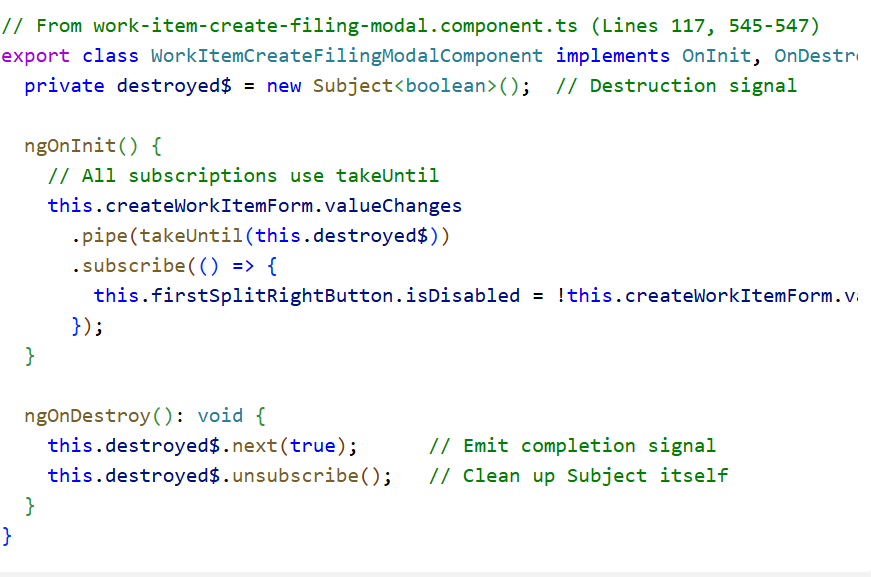 // From work-item-create-filing-modal.component.ts (Lines 117, 545-547)
export class WorkItemCreateFilingModalComponent implements OnInit, OnDestr
private destroyed$ = new Subject<boolean>();  // Destruction signal
ngOnInit() {
// All subscriptions use takeUntil
this.createWorkItemForm.valueChanges
.pipe(takeUntil(this.destroyed$))
.subscribe(() => {
this.firstSplitRightButton.isDisabled = !this.createWorkItemForm.v
});
}
ngOnDestroy(): void {
this.destroyed$.next(true);      // Emit completion signal
this.destroyed$.unsubscribe();   // Clean up Subject itself
}
}